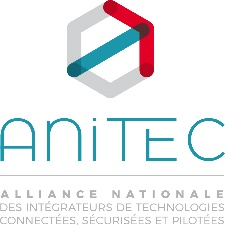 ANiTEC
ALLIANCE NATIONALE
DES INTÉGRATEURS DE TECHNOLOGIES
CONNECTÉES, SÉCURISÉES ET PILOTÉES